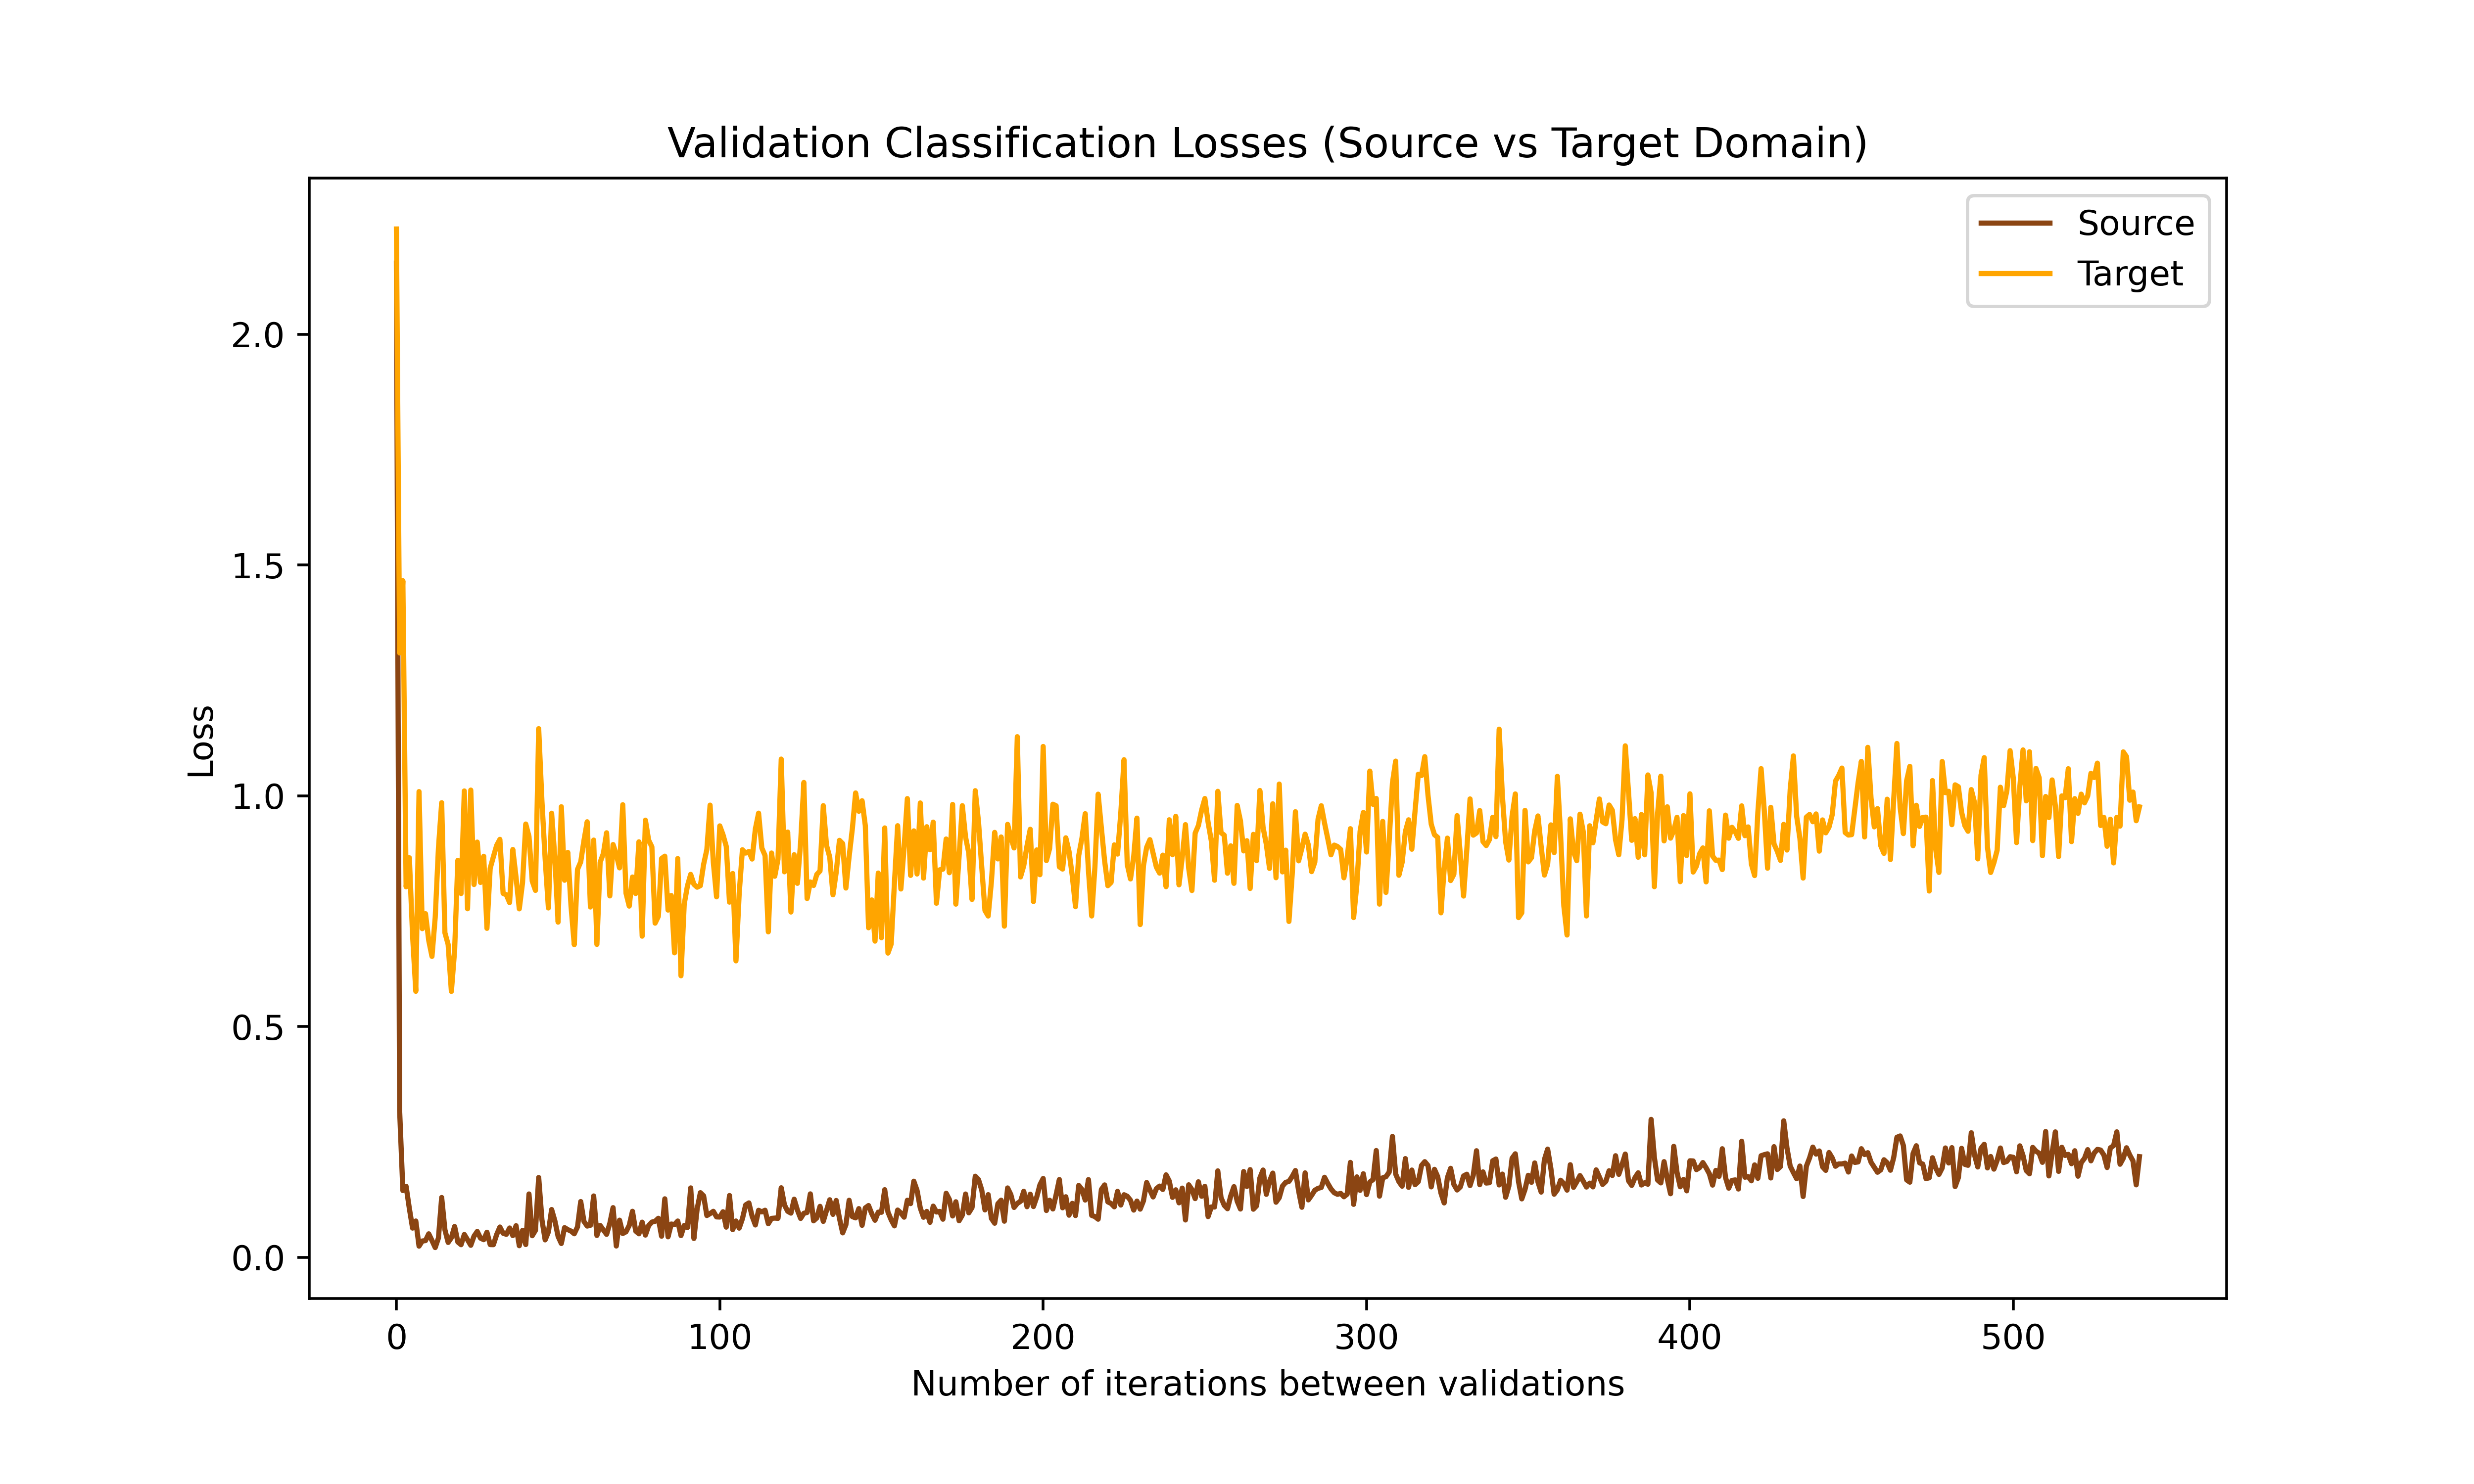 Validation Classification Losses (Source vs Target Domain)
Source
Target
2.0
1.5
1.0
0.5
0.0
Loss
0 100 200 300 400 500
Number of iterations between validations